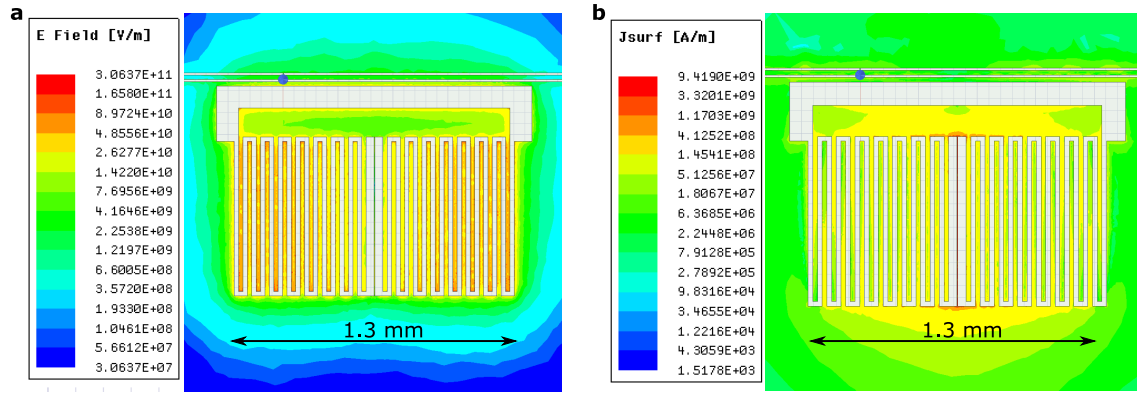 a
E Field [V/m]
3.0637E+11
1.6580E+11
8.9724E+10
4.8556E+10
2.6277E+10
1.4220E+10
7.6956E+09
4.1646E+09
2.2539E+09
1.2197E+09
6.6005E+08
3.5720E+08
1.9330E+08
1.0461E+08
5.6612E+07
3.0637E+07
1.3 mm
b
Jsurf [A/m]
9.4190E+09
3.3201E+09
1.1703E+09
4.1252E+08
1.4541E+08
5.1256E+07
1.8067E+07
6.3685E+06
2.2448E+06
7.9128E+05
2.7892E+05
9.8316E+04
3.4655E+04
1.2216E+04
4.3059E+03
1.5178E+03
1.3 mm